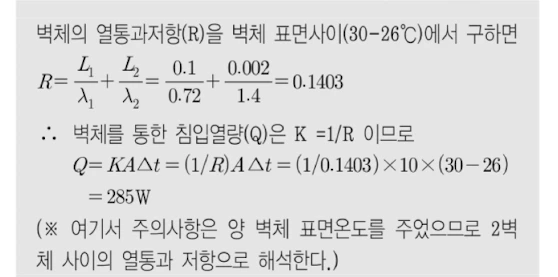 벽체의 열통과저항(R)을 벽체 표면사이(30-26℃)에서 구하면
R = L₁/λ₁ + L₂/λ₂ = 0.1/0.72 + 0.002/1.4 = 0.1403
∴ 벽체를 통한 침입열량(Q)은 K =1/R 이므로
Q = KA△t = (1/R)A△t = (1/0.1403)×10×(30-26)
= 285W
(※ 여기서 주의사항은 양 벽체 표면온도를 주었으므로 2벽
체 사이의 열통과 저항으로 해석한다.)